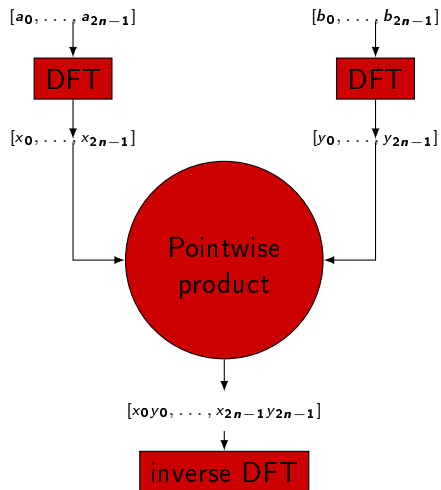 [a₀, . . . , a₂ₙ₋₁] [b₀, . . . , b₂ₙ₋₁]
DFT DFT
[x₀, . . . , x₂ₙ₋₁] [y₀, . . . , y₂ₙ₋₁]
Pointwise
product
[x₀y₀, . . . , x₂ₙ₋₁y₂ₙ₋₁]
inverse DFT